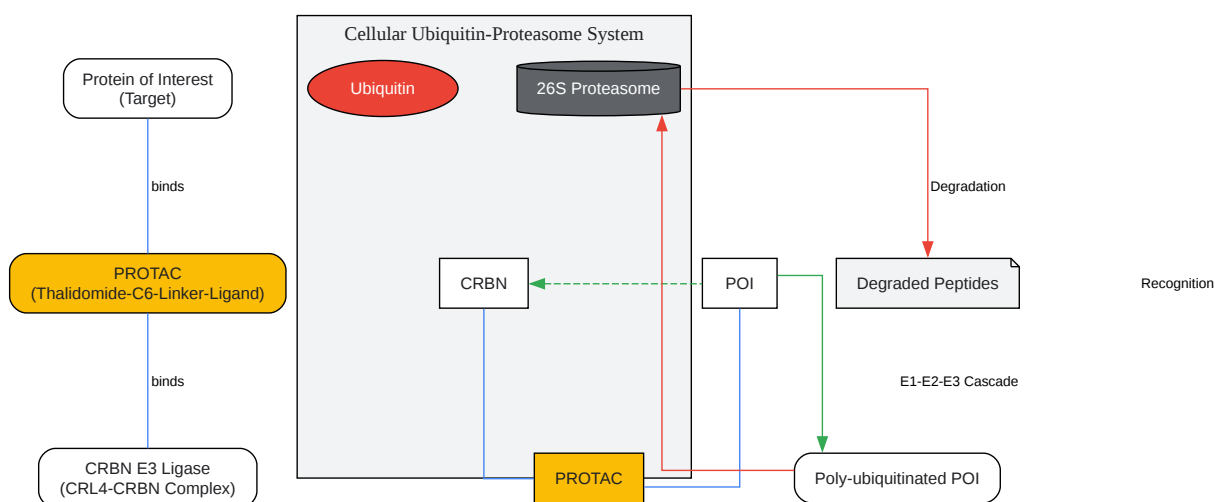 Cellular Ubiquitin-Proteasome System
Protein of Interest
(Target)
Ubiquitin
26S Proteasome
binds
Degradation
PROTAC
(Thalidomide-C6-Linker-Ligand)
CRBN
POI
Degraded Peptides
Recognition
binds
E1-E2-E3 Cascade
CRBN E3 Ligase
(CRL4-CRBN Complex)
PROTAC
Poly-ubiquitinated POI